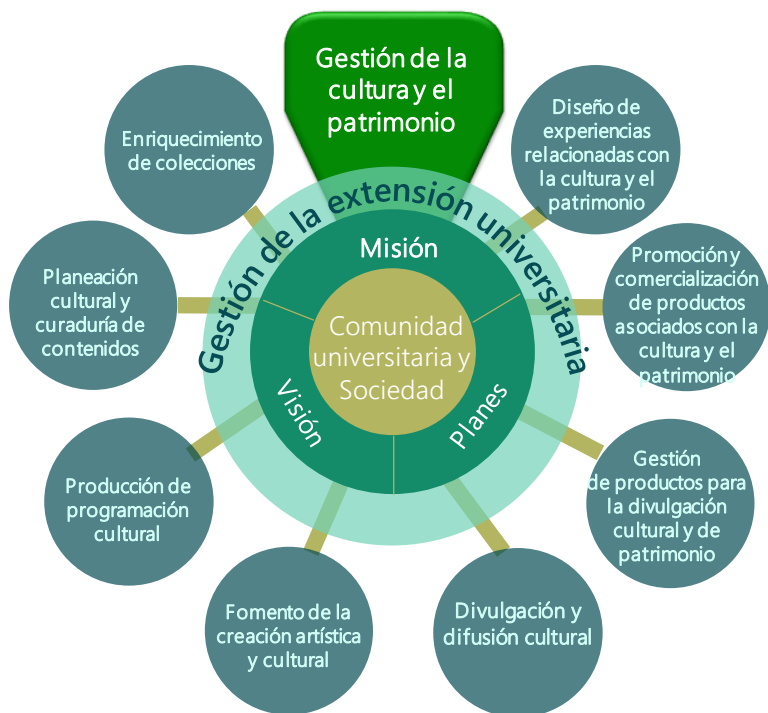 Gestión de la
cultura y el
patrimonio
Enriquecimiento
de colecciones
Diseño de
experiencias
relacionadas con
la cultura y el
patrimonio
Gestión de la extensión universitaria
Misión
Planeación
cultural y
curaduría de
contenidos
Promoción y
comercialización
de productos
asociados con la
cultura y el
patrimonio
Comunidad
universitaria y
Sociedad
Visión
Planes
Producción de
programación
cultural
Gestión
de productos para
la divulgación
cultural y de
patrimonio
Fomento de la
creación artística
y cultural
Divulgación y
difusión cultural